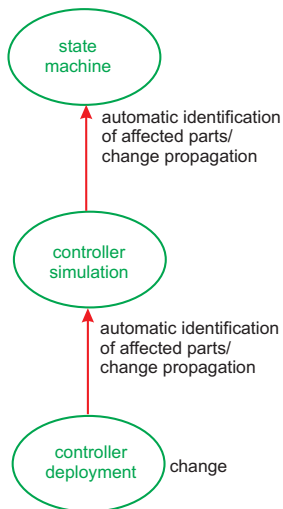 state
machine
automatic identification
of affected parts/
change propagation
controller
simulation
automatic identification
of affected parts/
change propagation
controller
deployment
change